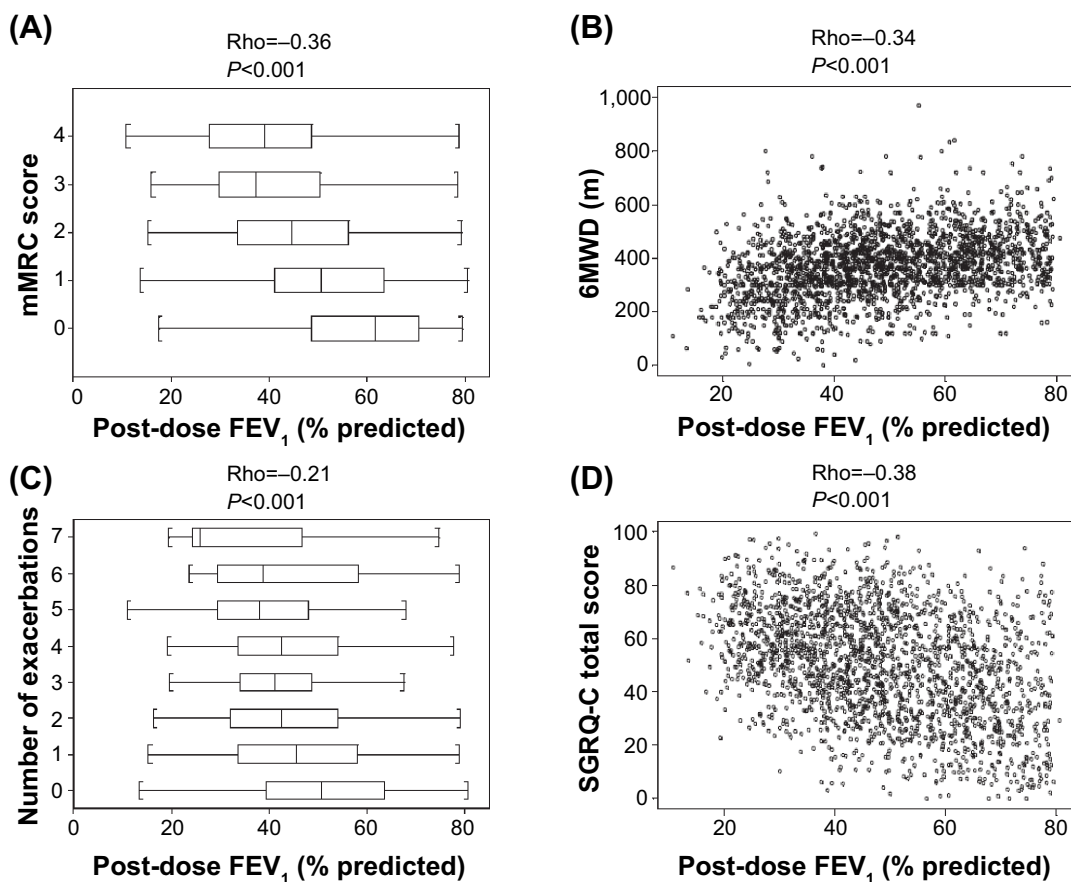 (A)
Rho=–0.36
P<0.001
mMRC score
4
3
2
1
0
0 20 40 60 80
Post-dose FEV1 (% predicted)
(B)
Rho=–0.34
P<0.001
6MWD (m)
1,000
800
600
400
200
0
20 40 60 80
Post-dose FEV1 (% predicted)
(C)
Rho=–0.21
P<0.001
Number of exacerbations
7
6
5
4
3
2
1
0
0 20 40 60 80
Post-dose FEV1 (% predicted)
(D)
Rho=–0.38
P<0.001
SGRQ-C total score
100
80
60
40
20
0
20 40 60 80
Post-dose FEV1 (% predicted)